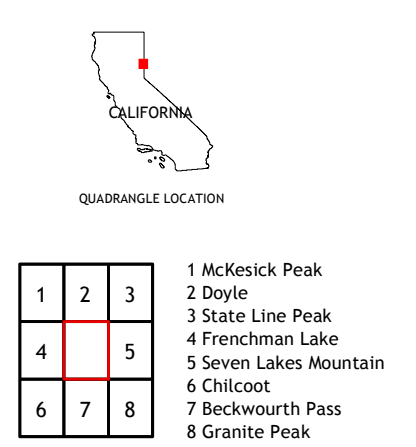 CALIFORNIA
QUADRANGLE LOCATION
1 2 3
4 5
6 7 8
1 McKesick Peak
2 Doyle
3 State Line Peak
4 Frenchman Lake
5 Seven Lakes Mountain
6 Chilcoot
7 Beckwourth Pass
8 Granite Peak